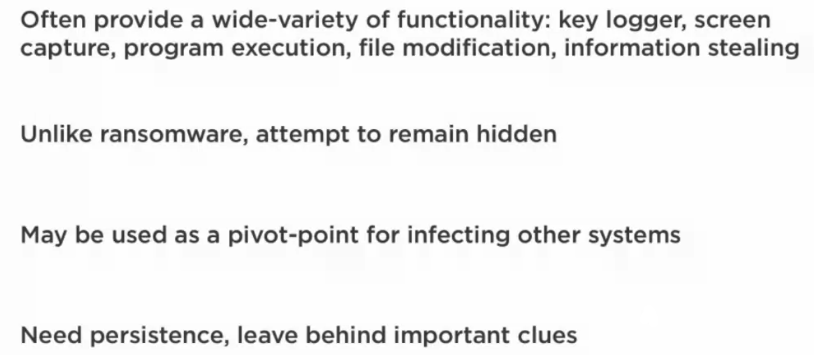 Often provide a wide-variety of functionality: key logger, screen
capture, program execution, file modification, information stealing
Unlike ransomware, attempt to remain hidden
May be used as a pivot-point for infecting other systems
Need persistence, leave behind important clues